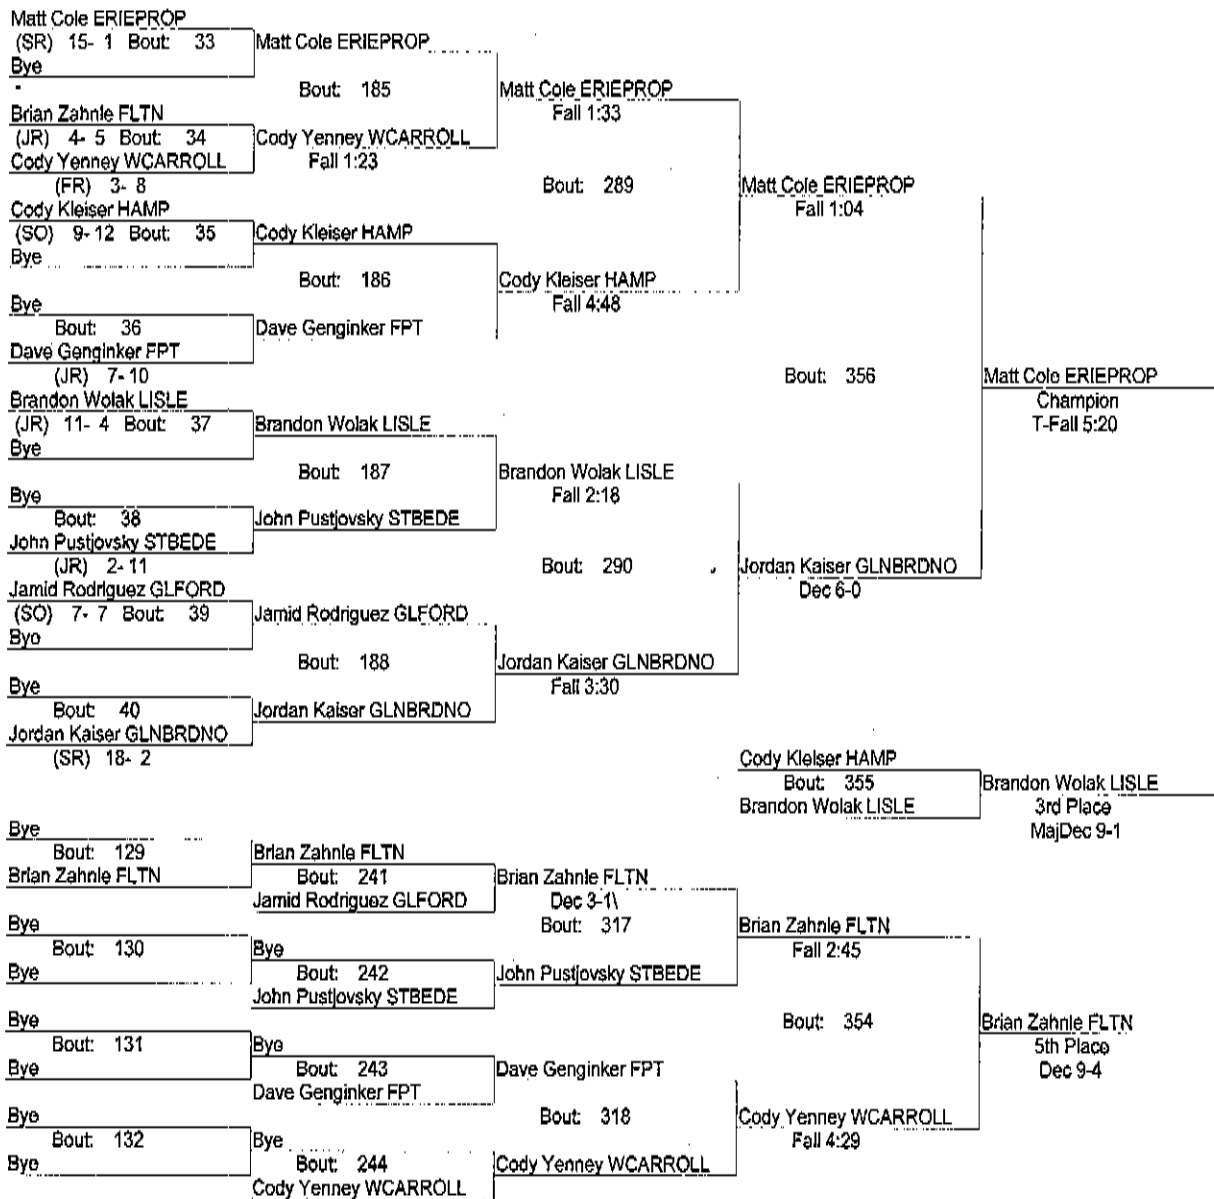 Matt Cole ERIEPROP
(SR) 15- 1 Bout: 33
Bye
-
Brian Zahnle FLTN
(JR) 4- 5 Bout: 34
Cody Yenney WCARROLL
(FR) 3- 8
Cody Kleiser HAMP
(SO) 9- 12 Bout: 35
Bye
Bye
Bout: 36
Dave Genginker FPT
(JR) 7- 10
Brandon Wolak LISLE
(JR) 11- 4 Bout: 37
Bye
Bye
Bout: 38
John Pustjovsky STBEDE
(JR) 2- 11
Jamid Rodriguez GLFORD
(SO) 7- 7 Bout: 39
Bye
Bye
Bout: 40
Jordan Kaiser GLNBRDNO
(SR) 18- 2
Matt Cole ERIEPROP
Bout: 185
Cody Yenney WCARROLL
Fall 1:23
Cody Kleiser HAMP
Bout: 186
Dave Genginker FPT
Brandon Wolak LISLE
Bout: 187
John Pustjovsky STBEDE
Jamid Rodriguez GLFORD
Bout: 188
Jordan Kaiser GLNBRDNO
Matt Cole ERIEPROP
Fall 1:33
Bout: 289
Cody Kleiser HAMP
Fall 4:48
Brandon Wolak LISLE
Fall 2:18
Bout: 290
Jordan Kaiser GLNBRDNO
Fall 3:30
Matt Cole ERIEPROP
Fall 1:04
Bout: 356
Jordan Kaiser GLNBRDNO
Dec 6-0
Matt Cole ERIEPROP
Champion
T-Fall 5:20
Cody Kleiser HAMP
Bout: 355
Brandon Wolak LISLE
Brandon Wolak LISLE
3rd Place
MajDec 9-1
Bye
Bout: 129
Brian Zahnle FLTN
Bye
Bout: 130
Bye
Bye
Bout: 131
Bye
Bye
Bout: 132
Bye
Brian Zahnle FLTN
Bout: 241
Jamid Rodriguez GLFORD
Bye
Bout: 242
John Pustjovsky STBEDE
Bye
Bout: 243
Dave Genginker FPT
Bye
Bout: 244
Cody Yenney WCARROLL
Brian Zahnle FLTN
Dec 3-1\
Bout: 317
John Pustjovsky STBEDE
Dave Genginker FPT
Bout: 318
Cody Yenney WCARROLL
Brian Zahnle FLTN
Fall 2:45
Bout: 354
Cody Yenney WCARROLL
Fall 4:29
Brian Zahnle FLTN
5th Place
Dec 9-4